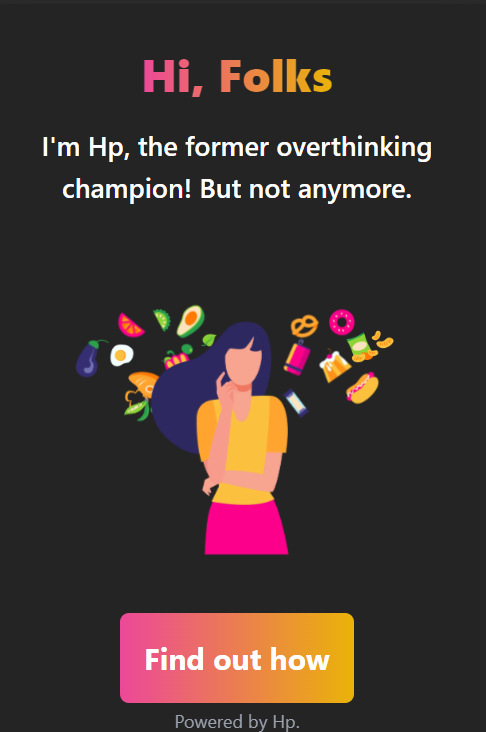 Hi, Folks
I'm Hp, the former overthinking
champion! But not anymore.
Find out how
Powered by Hp.